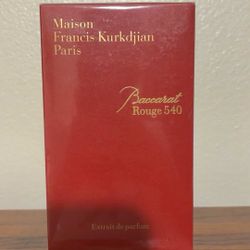 Maison
Francis Kurkdjian
Paris
Baccarat
Rouge 540
Extrait de parfum